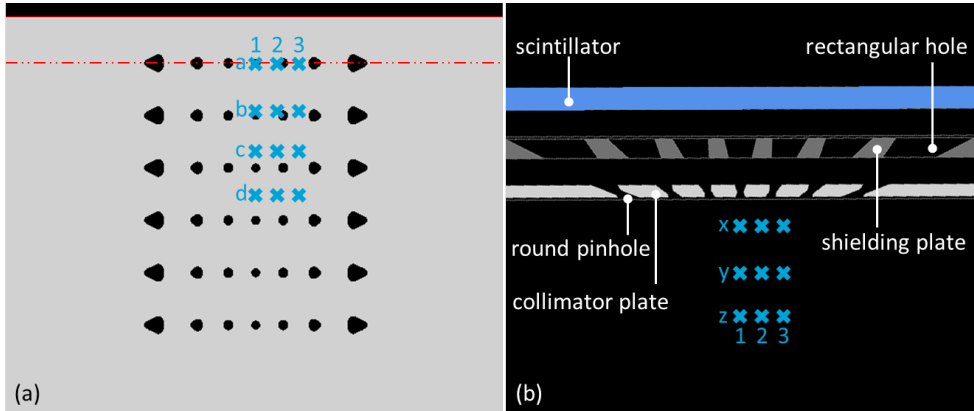 1 2 3
a
b
c
d
(a)
scintillator
rectangular hole
round pinhole
collimator plate
shielding plate
x
y
z
1 2 3
(b)